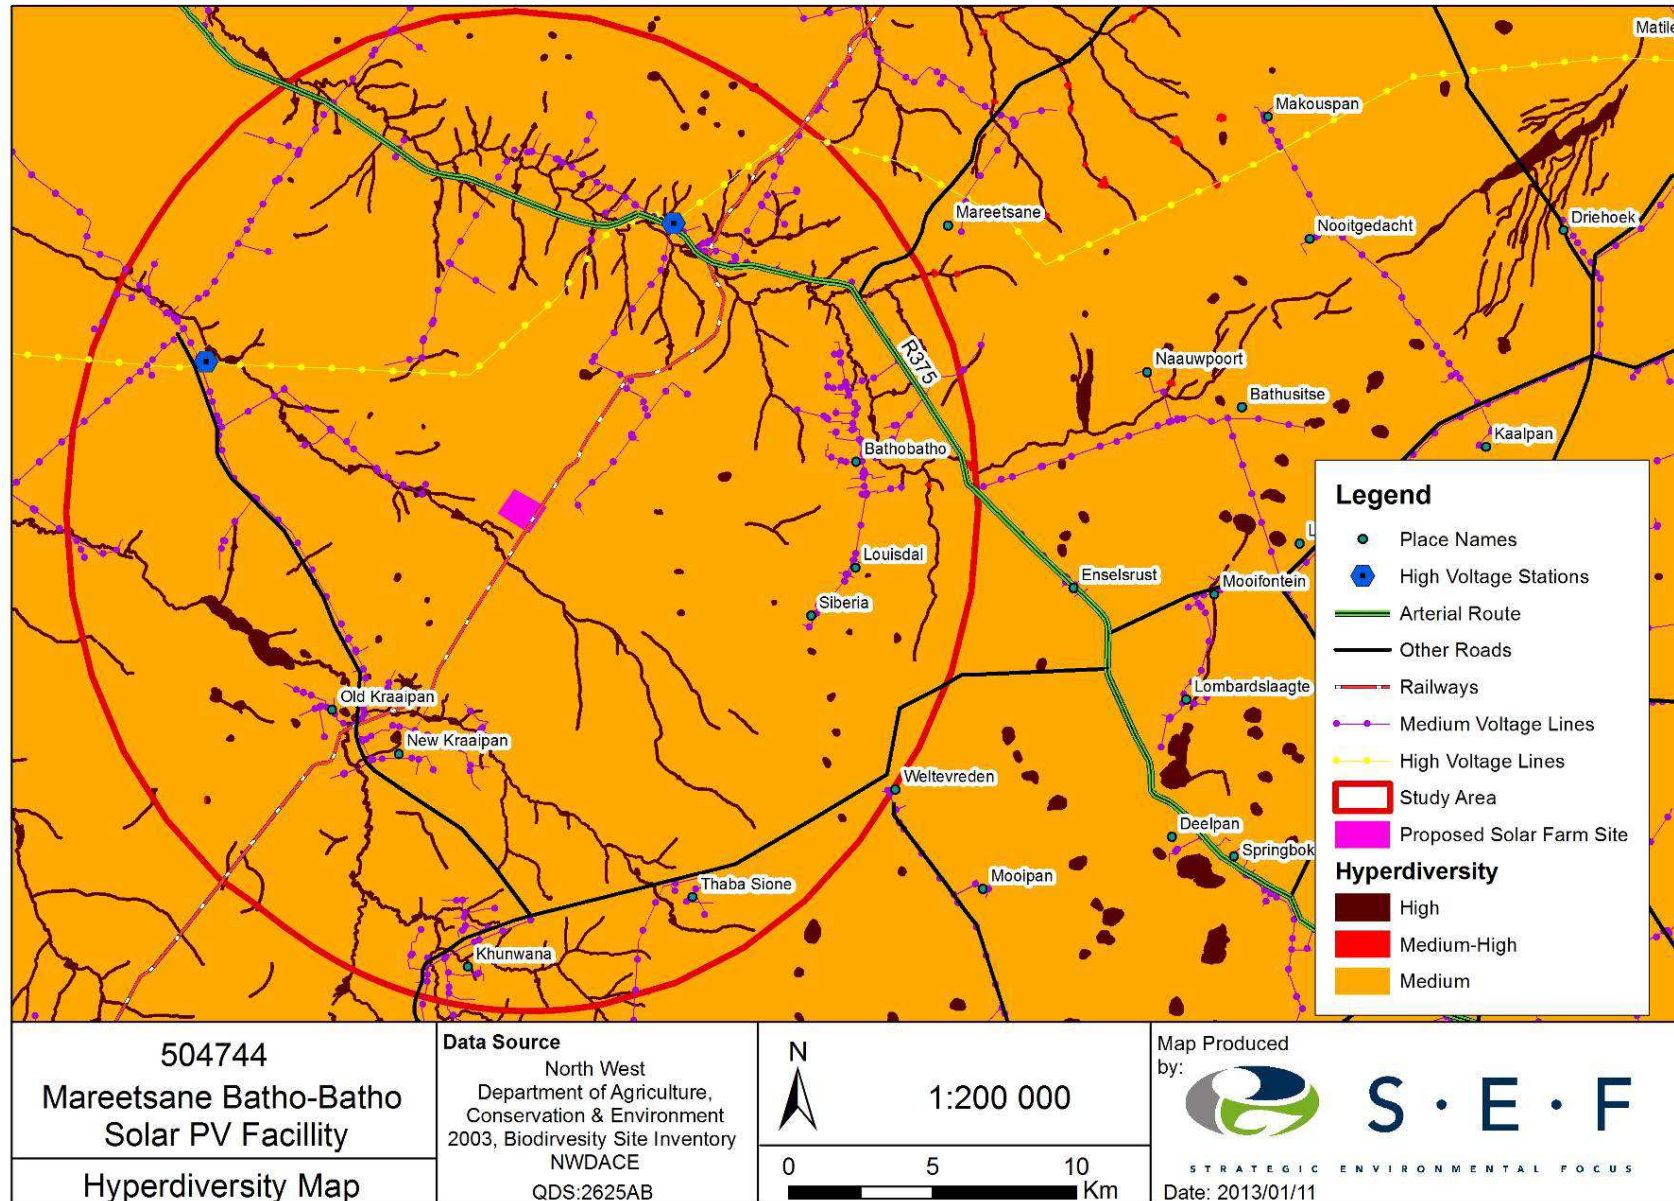 Matile
Makouspan
Mareetsane
Nooitgedacht
Driehoek
R375
Naauwpoort
Bathusitse
Kaalpan
Bathobatho
Louisdal
Siberia
Enselsrust
Mooifontein
L
Lombardslaagte
Old Kraaipan
New Kraaipan
Weltevreden
Deelpan
Springbok
Mooipan
Thaba Sione
Khunwana
Legend
Place Names
High Voltage Stations
Arterial Route
Other Roads
Railways
Medium Voltage Lines
High Voltage Lines
Study Area
Proposed Solar Farm Site
Hyperdiversity
High
Medium-High
Medium
504744
Mareetsane Batho-Batho
Solar PV Facillity
Hyperdiversity Map
Data Source
North West
Department of Agriculture,
Conservation & Environment
2003, Biodirvesity Site Inventory
NWDACE
QDS:2625AB
N
1:200 000
0 5 10
Km
Map Produced
by:
S·E·F
STRATEGIC ENVIRONMENTAL FOCUS
Date: 2013/01/11